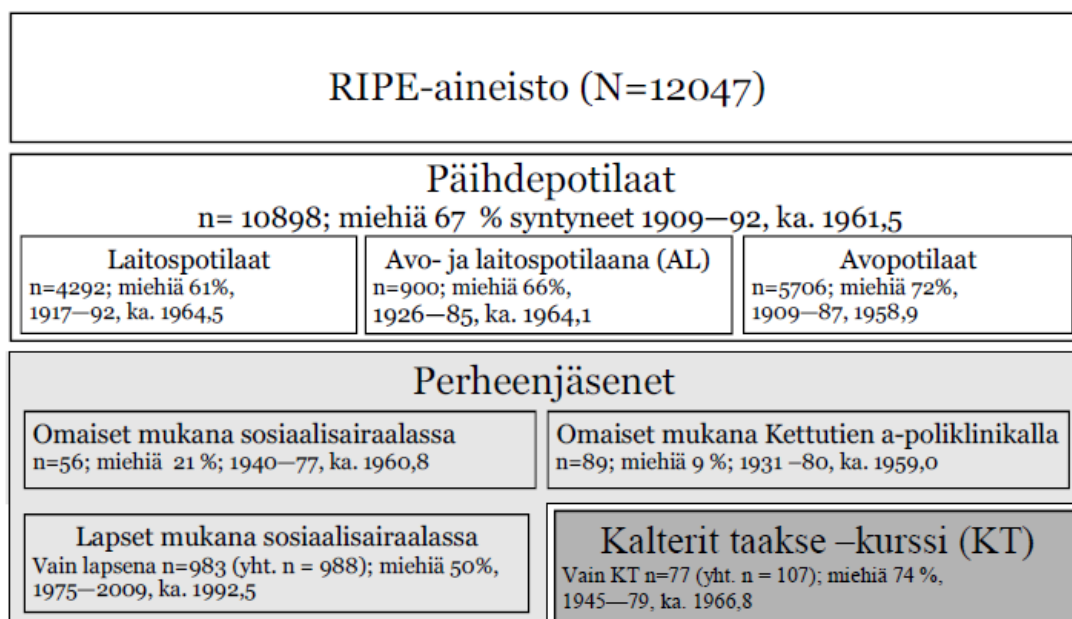 RIPE-aineisto (N=12047)
Päihdepotilaat
n= 10898; miehiä 67 % syntyneet 1909—92, ka. 1961,5
Laitospotilaat
n=4292; miehiä 61%,
1917—92, ka. 1964,5
Avo- ja laitospotilaana (AL)
n=900; miehiä 66%,
1926—85, ka. 1964,1
Avopotilaat
n=5706; miehiä 72%,
1909—87, 1958,9
Perheenjäsenet
Omaiset mukana sosiaalisairaalassa
n=56; miehiä 21 %; 1940—77, ka. 1960,8
Omaiset mukana Kettutien a-poliklinikalla
n=89; miehiä 9 %; 1931 –80, ka. 1959,0
Lapset mukana sosiaalisairaalassa
Vain lapsena n=983 (yht. n = 988); miehiä 50%,
1975—2009, ka. 1992,5
Kalterit taakse –kurssi (KT)
Vain KT n=77 (yht. n = 107); miehiä 74 %,
1945—79, ka. 1966,8